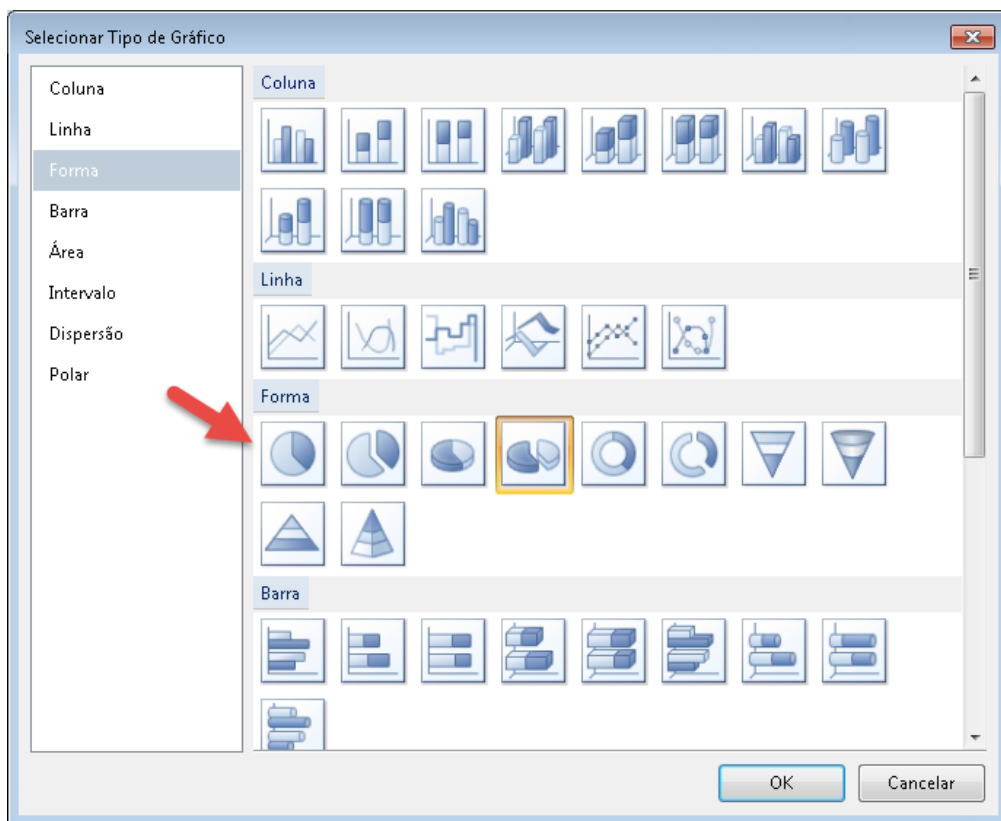 Selecionar Tipo de Gráfico
Coluna
Linha
Forma
Barra
Área
Intervalo
Dispersão
Polar
Coluna
Linha
Forma
Barra
OK
Cancelar